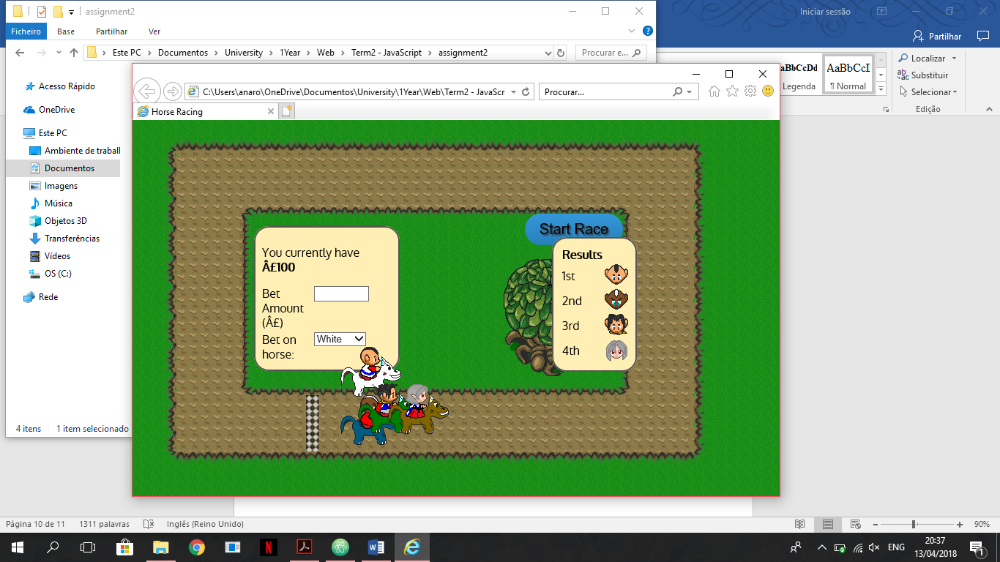 assignment2
Iniciar sessão
Ficheiro Base Partilhar Ver
Partilhar
Este PC Documentos University 1Year Web Term2 - JavaScript assignment2
Procurar e...
AaBbCcI
Legenda
¶ Normal
Localizar
Substituir
Selecionar
Edição
Acesso Rápido
OneDrive
Este PC
Ambiente de trabal
Documentos
Imagens
Música
Objetos 3D
Transferências
Vídeos
OS (C:)
Rede
4 itens 1 item selecionado
C:\Users\anaro\OneDrive\Documentos\University\1Year\Web\Term2 - JavaScr
Procurar...
Horse Racing
Start Race
You currently have
Â£100
Bet
Amount
(Â£)
Bet on
horse:
White
Results
1st
2nd
3rd
4th
Página 10 de 11 1311 palavras Inglês (Reino Unido) 90%
ENG
20:37
13/04/2018
1